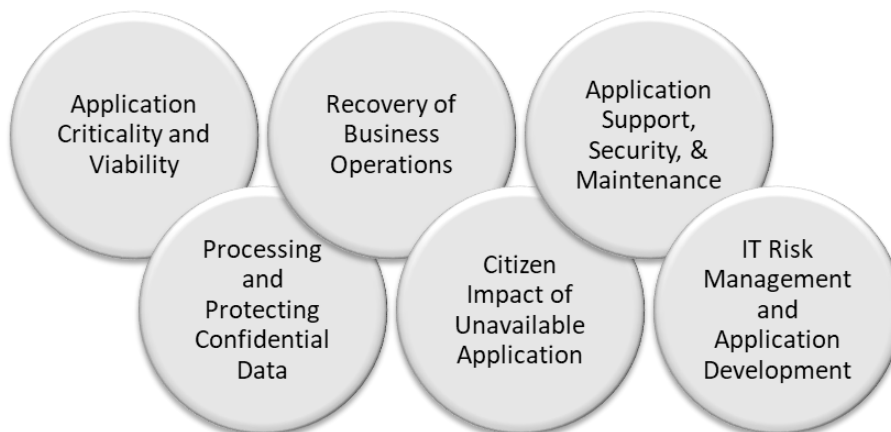 Application
Criticality and
Viability
Recovery of
Business
Operations
Application
Support,
Security, &
Maintenance
Processing
and
Protecting
Confidential
Data
Citizen
Impact of
Unavailable
Application
IT Risk
Management
and
Application
Development